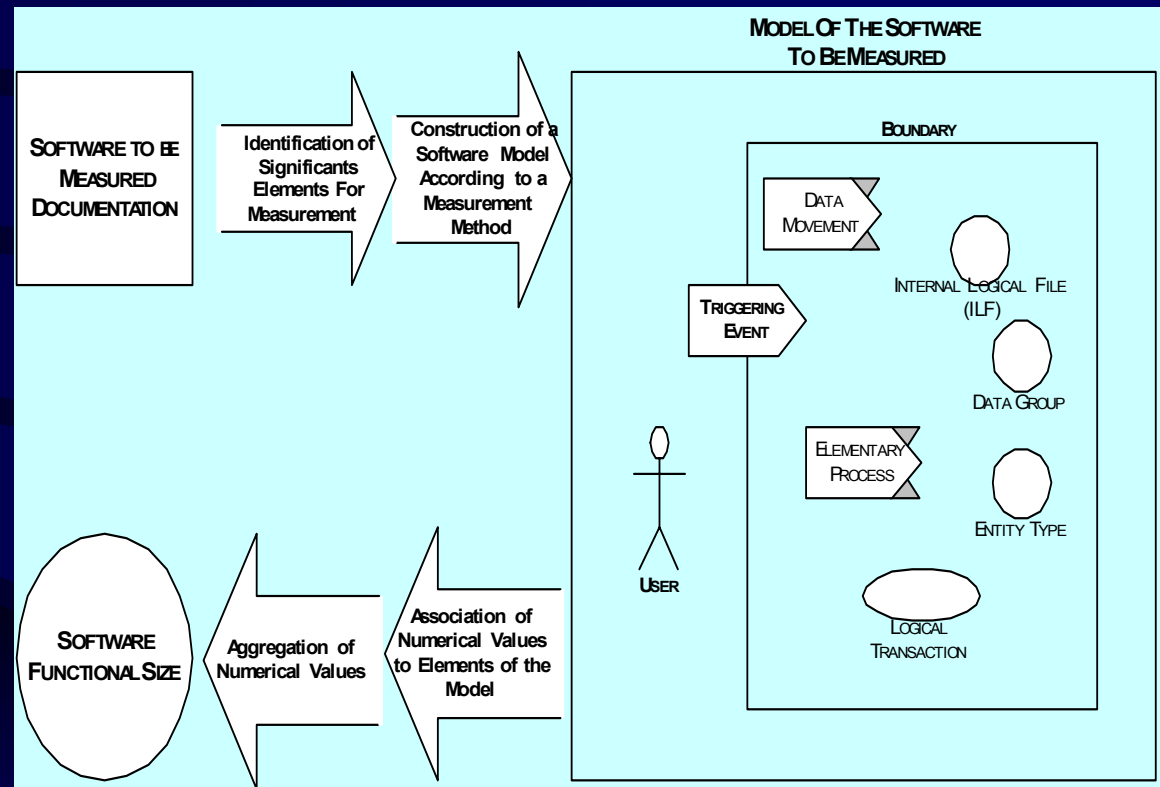 MODEL OF THE SOFTWARE
TO BE MEASURED
SOFTWARE TO BE
MEASURED
DOCUMENTATION
Identification of
Significants
Elements For
Measurement
Construction of a
Software Model
According to a
Measurement
Method
BOUNDARY
DATA
MOVEMENT
INTERNAL LOGICAL FILE
(ILF)
TRIGGERING
EVENT
DATA GROUP
ELEMENTARY
PROCESS
ENTITY TYPE
USER
LOGICAL
TRANSACTION
Association of
Numerical Values
to Elements of the
Model
Aggregation of
Numerical Values
SOFTWARE
FUNCTIONAL SIZE